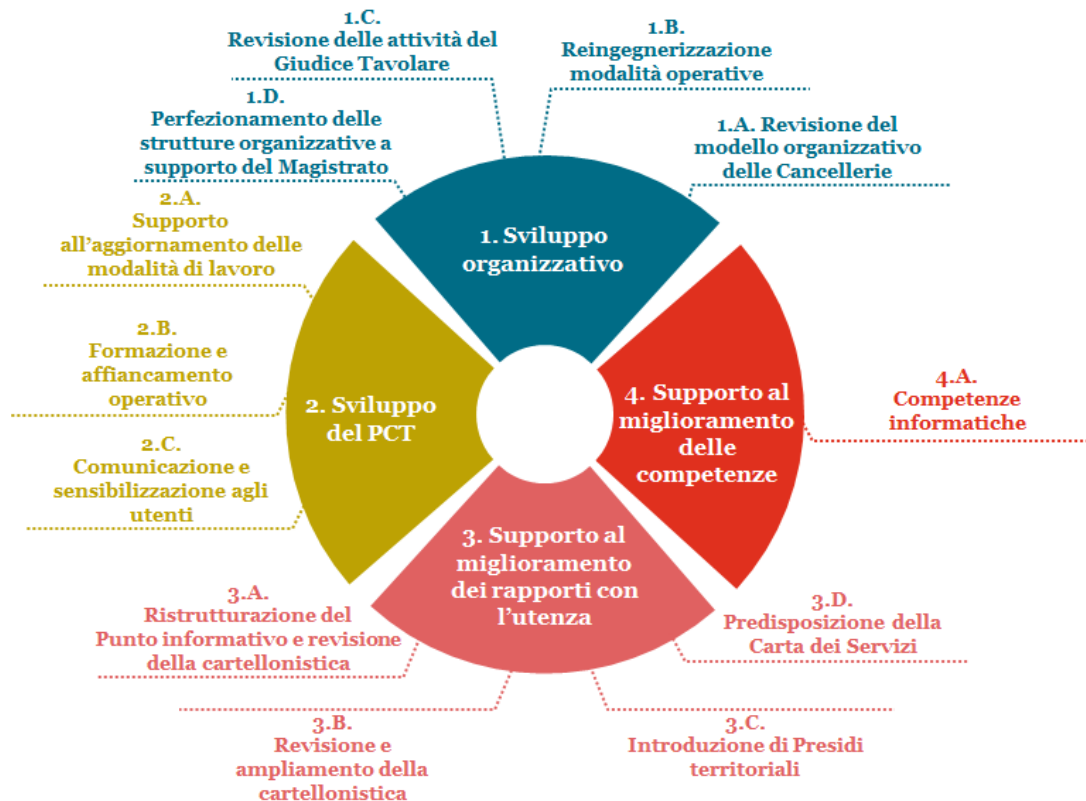 1.C.
Revisione delle attività del
Giudice Tavolare
1.B.
Reingegnerizzazione
modalità operative
1.D.
Perfezionamento delle
strutture organizzative a
supporto del Magistrato
1.A. Revisione del
modello organizzativo
delle Cancellerie
1. Sviluppo
organizzativo
2.A.
Supporto
all'aggiornamento delle
modalità di lavoro
2.B.
Formazione e
affiancamento
operativo
2.C.
Comunicazione e
sensibilizzazione agli
utenti
2. Sviluppo
del PCT
4. Supporto al
miglioramento
delle
competenze
4.A.
Competenze
informatiche
3. Supporto al
miglioramento
dei rapporti con
l'utenza
3.A.
Ristrutturazione del
Punto informativo e revisione
della cartellonistica
3.D.
Predisposizione della
Carta dei Servizi
3.B.
Revisione e
ampliamento della
cartellonistica
3.C.
Introduzione di Presidi
territoriali